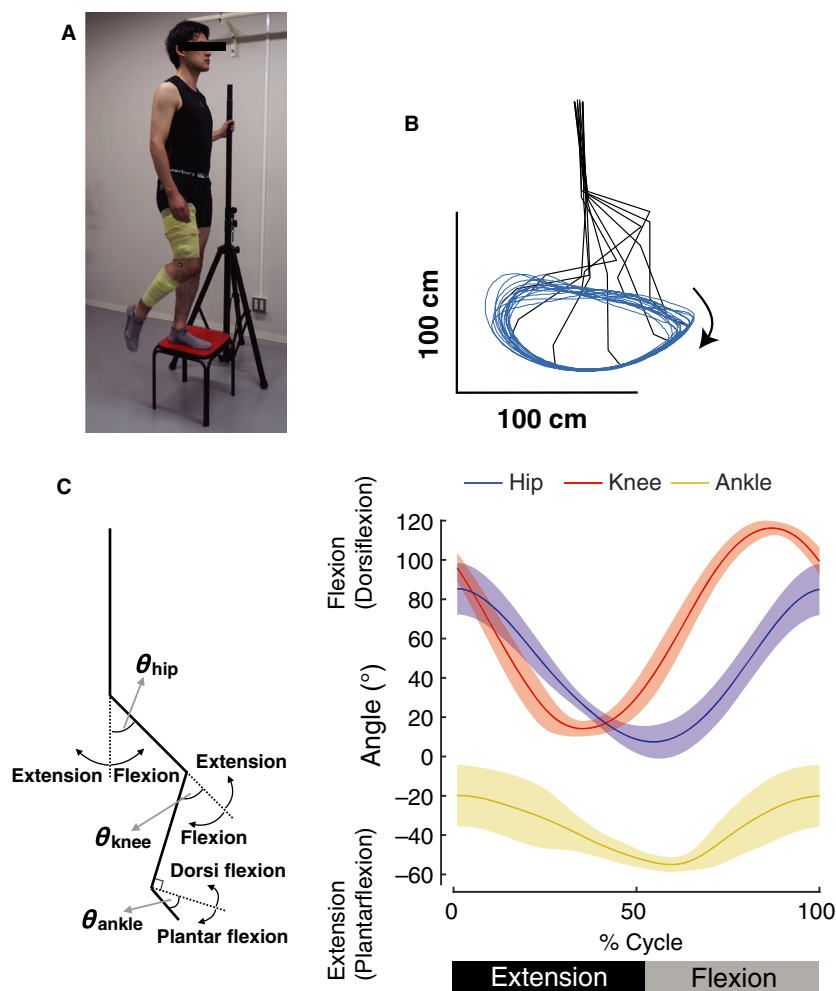 A
B
100 cm
100 cm
C
θhip
Extension Flexion
Extension
θknee
Flexion
Dorsi flexion
θankle
Plantar flexion
Hip Knee Ankle
Flexion
(Dorsiflexion)
Angle (°)
Extension
(Plantarflexion)
120
100
80
60
40
20
0
−20
−40
−60
0 50 100
% Cycle
Extension Flexion